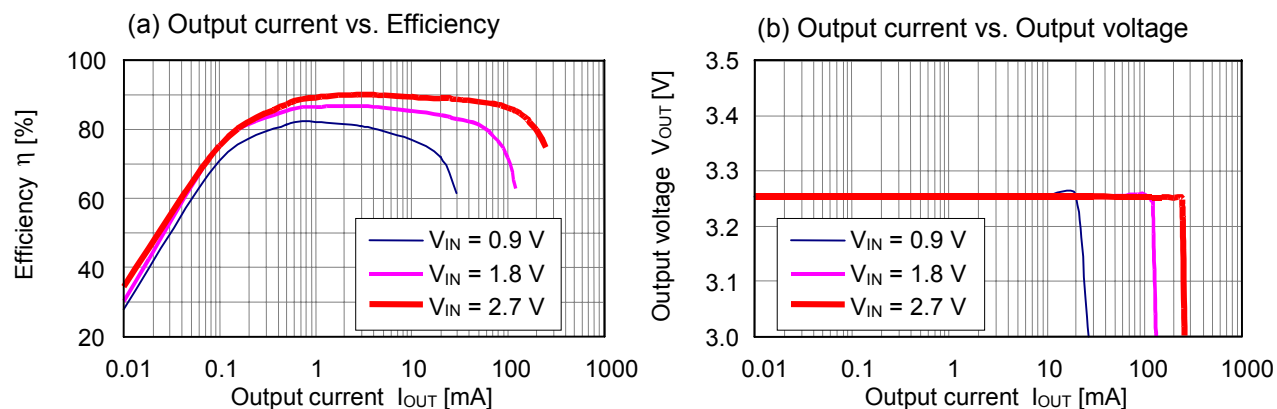 (a) Output current vs. Efficiency
100
80
60
40
20
Efficiency η [%]
VIN = 0.9 V
VIN = 1.8 V
VIN = 2.7 V
0.01 0.1 1 10 100 1000
Output current IOUT [mA]
(b) Output current vs. Output voltage
3.5
3.4
3.3
3.2
3.1
3.0
Output voltage VOUT [V]
VIN = 0.9 V
VIN = 1.8 V
VIN = 2.7 V
0.01 0.1 1 10 100 1000
Output current IOUT [mA]